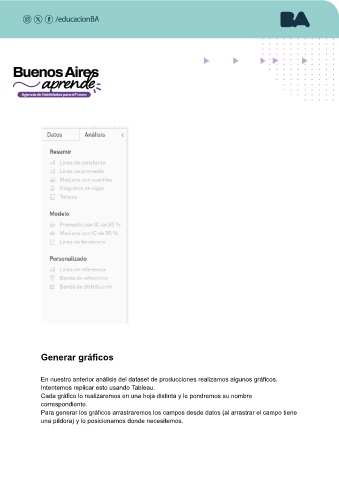 /educacionBA
BA
Buenos Aires
aprende
Agencia de Habilidades para el Futuro
Datos Análisis <
Resumir
Línea de constante
Línea de promedio
Mediana con cuartiles
Diagrama de cajas
Totales
Modelo
Promedio con IC de 95 %
Mediana con IC de 95 %
Línea de tendencia
Personalizado
Línea de referencia
Banda de referencia
Banda de distribución
Generar gráficos
En nuestro anterior análisis del dataset de producciones realizamos algunos gráficos.
Intentemos replicar esto usando Tableau.
Cada gráfico lo realizaremos en una hoja distinta y le pondremos su nombre
correspondiente.
Para generar los gráficos arrastraremos los campos desde datos (al arrastrar el campo tiene
una píldora) y lo posicionamos donde necesitemos.